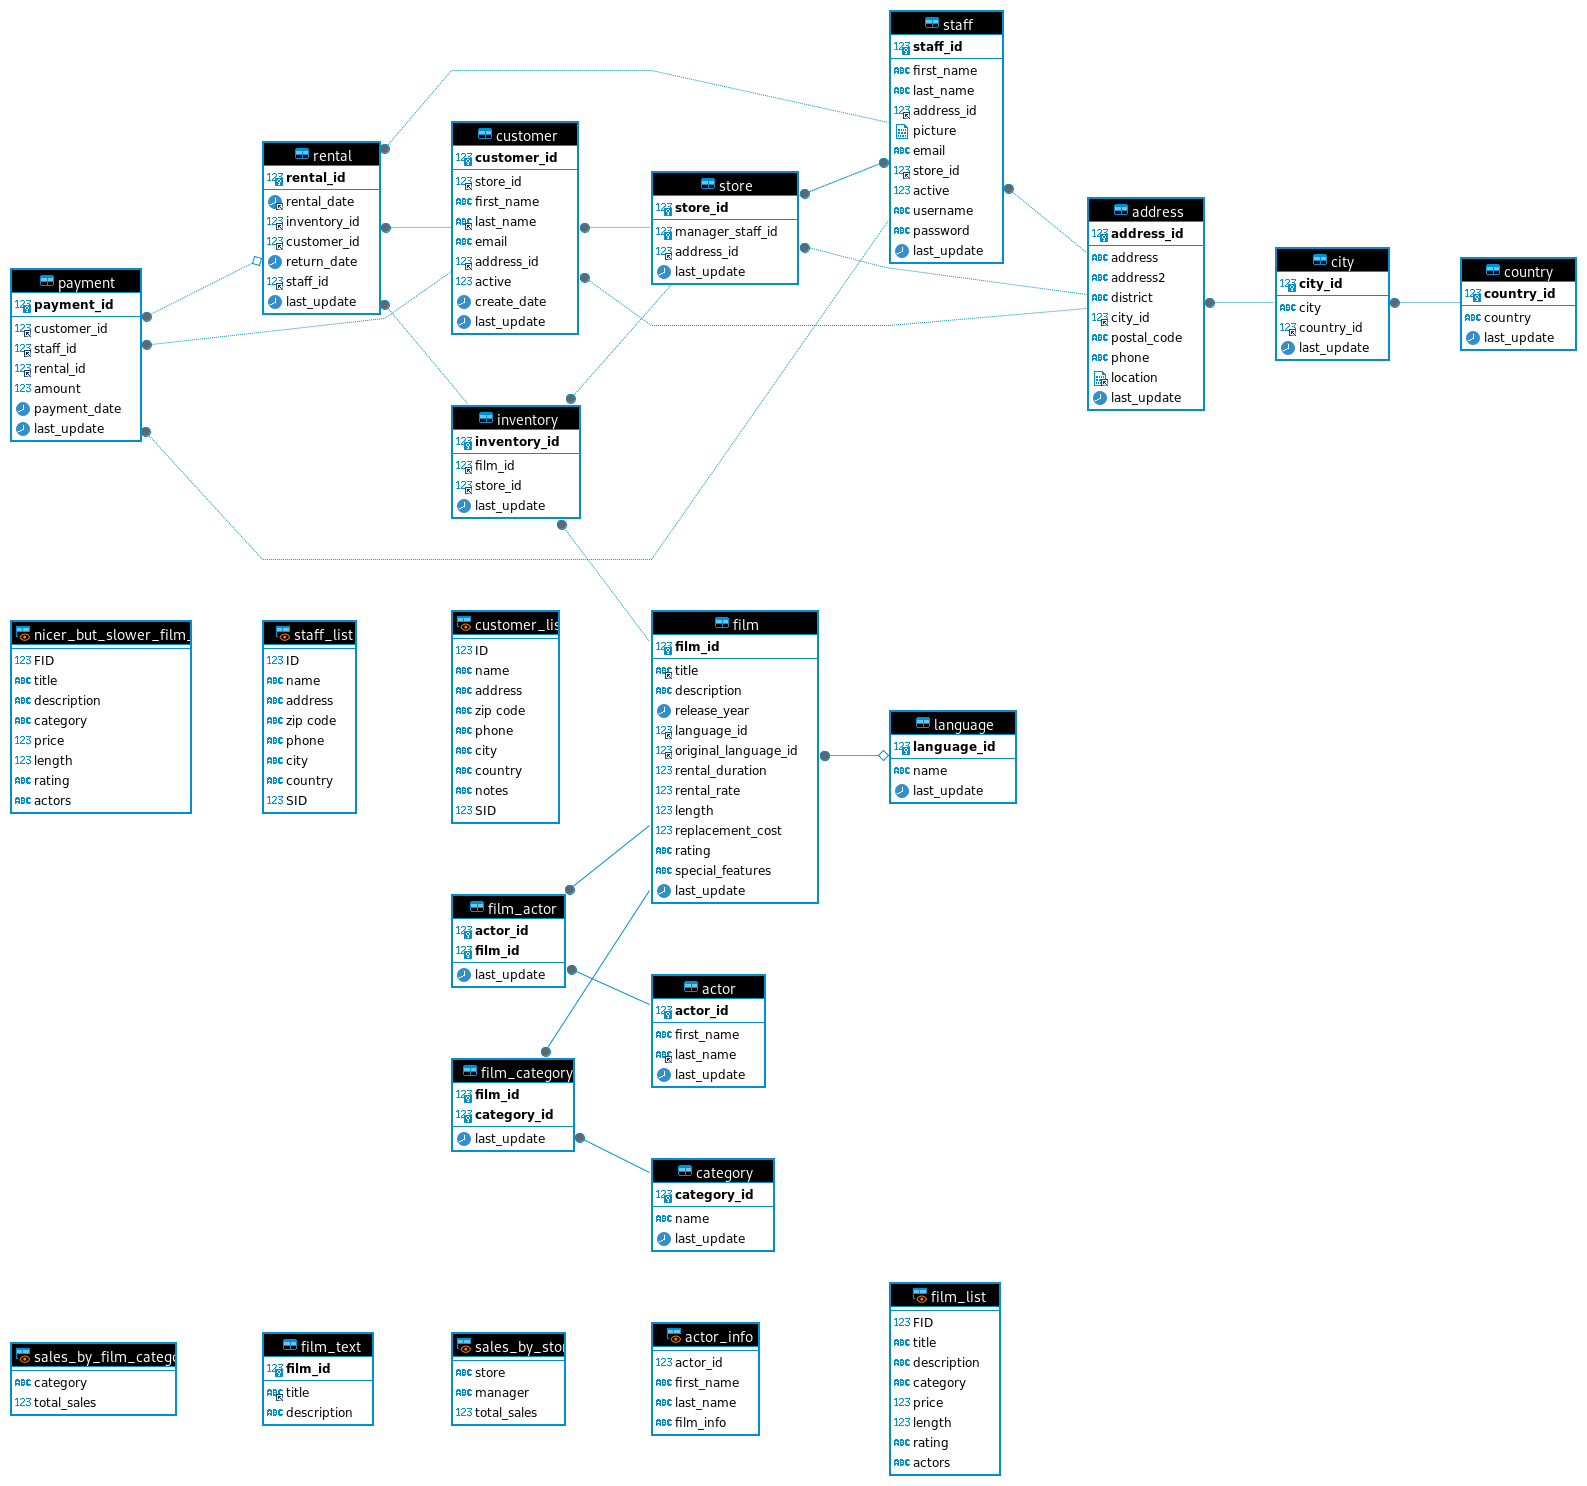 staff
staff_id
first_name
last_name
address_id
picture
email
store_id
active
username
password
last_update
customer
customer_id
store_id
first_name
last_name
email
address_id
active
create_date
last_update
rental
rental_id
rental_date
inventory_id
customer_id
return_date
staff_id
last_update
store
store_id
manager_staff_id
address_id
last_update
address
address_id
address
address2
district
city_id
postal_code
phone
location
last_update
city
city_id
city
country_id
last_update
country
country_id
country
last_update
payment
payment_id
customer_id
staff_id
rental_id
amount
payment_date
last_update
inventory
inventory_id
film_id
store_id
last_update
nicer_but_slower_film_
FID
title
description
category
price
length
rating
actors
staff_list
ID
name
address
zip code
phone
city
country
SID
customer_lis
ID
name
address
zip code
phone
city
country
notes
SID
film
film_id
title
description
release_year
language_id
original_language_id
rental_duration
rental_rate
length
replacement_cost
rating
special_features
last_update
language
language_id
name
last_update
film_actor
actor_id
film_id
last_update
actor
actor_id
first_name
last_name
last_update
film_category
film_id
category_id
last_update
category
category_id
name
last_update
sales_by_film_catego
category
total_sales
film_text
film_id
title
description
sales_by_stor
store
manager
total_sales
actor_info
actor_id
first_name
last_name
film_info
film_list
FID
title
description
category
price
length
rating
actors